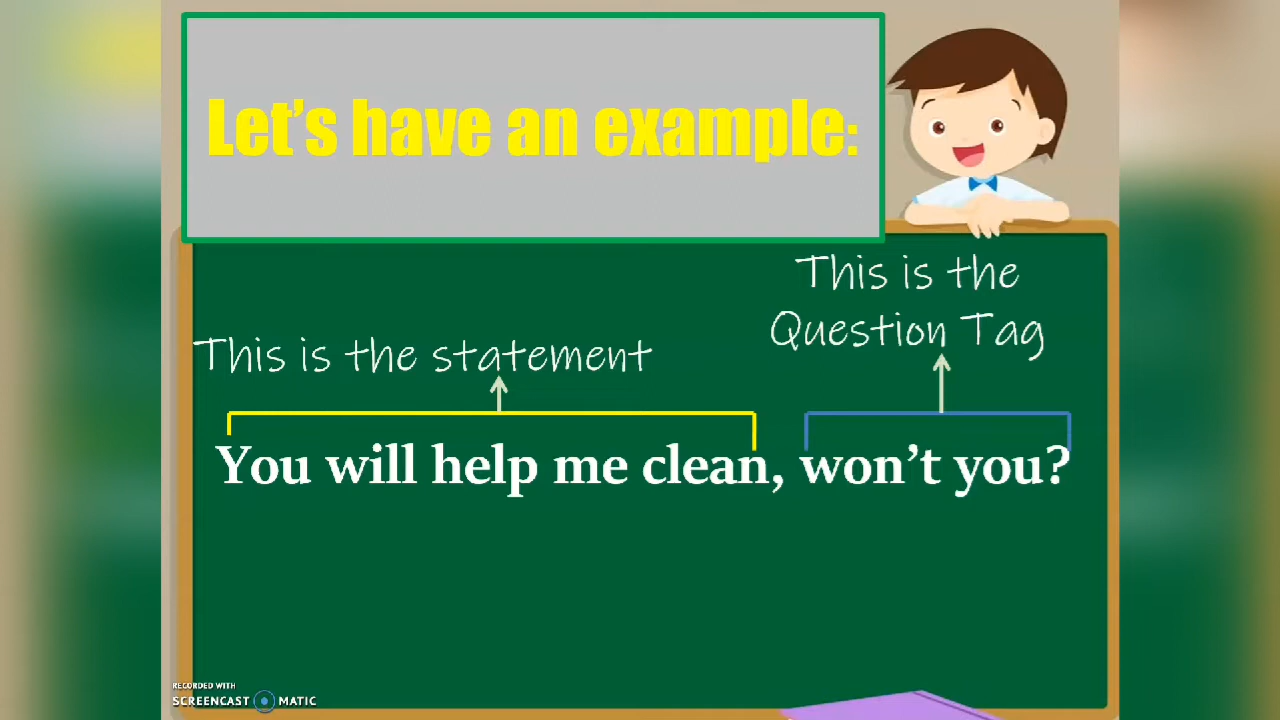 Let's have an example:
This is the
Question Tag
This is the statement
You will help me clean, won't you?
RECORDED WITH
SCREENCAST MATIC